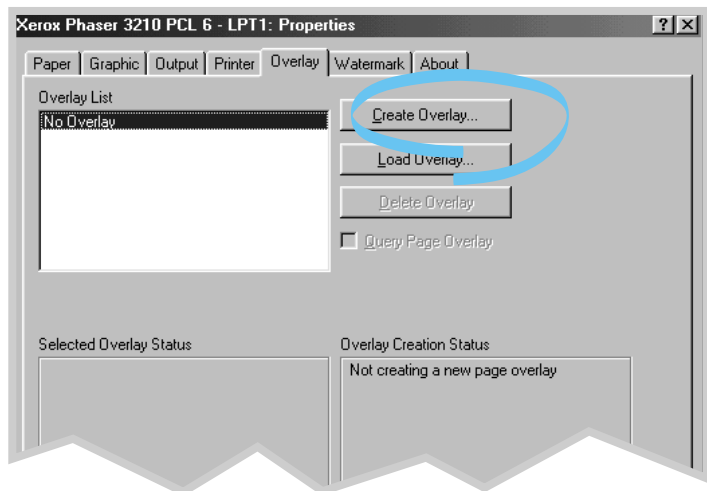 Xerox Phaser 3210 PCL 6 - LPT1: Properties
Paper Graphic Output Printer Overlay Watermark About
Overlay List
No Overlay
Create Overlay...
Load Overlay...
Delete Overlay
Query Page Overlay
Selected Overlay Status
Overlay Creation Status
Not creating a new page overlay